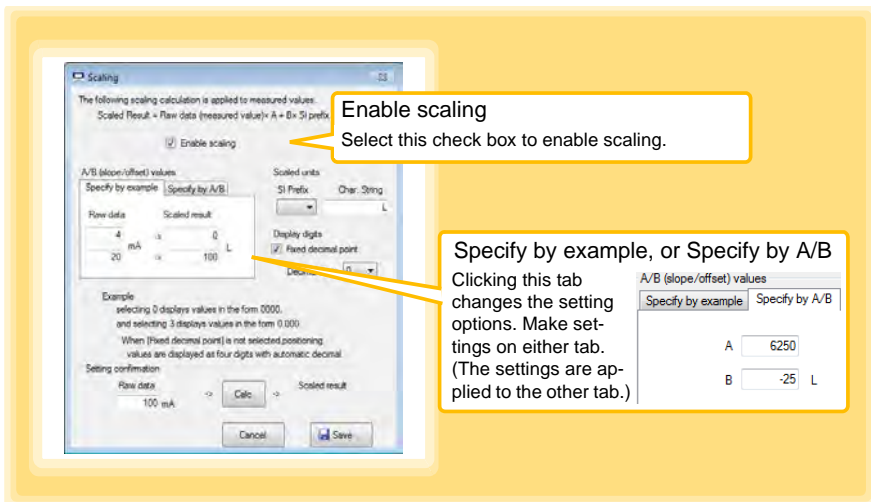 Scaling
The following scaling calculation is applied to measured values.
Scaled Result = Raw data (measured value)× A + B× SI prefix
Enable scaling
A/B (slope/offset) values
Specify by example Specify by A/B
Raw data Scaled result
4 -> 0
mA L
20 -> 100
Scaled units
SI Prefix Char. String
L
Display digits
Fixed decimal point
Decimal 0
Example
selecting 0 displays values in the form 0000.
and selecting 3 displays values in the form 0.000
When [Fixed decimal point] is not selected,positioning
values are displayed as four digits with automatic decimal
Setting confirmation
Raw data Scaled result
100 mA -> Calc ->
Cancel Save
Enable scaling
Select this check box to enable scaling.
Specify by example, or Specify by A/B
Clicking this tab
changes the setting
options. Make set-
tings on either tab.
(The settings are ap-
plied to the other tab.)
A/B (slope/offset) values
Specify by example Specify by A/B
A 6250
B -25 L